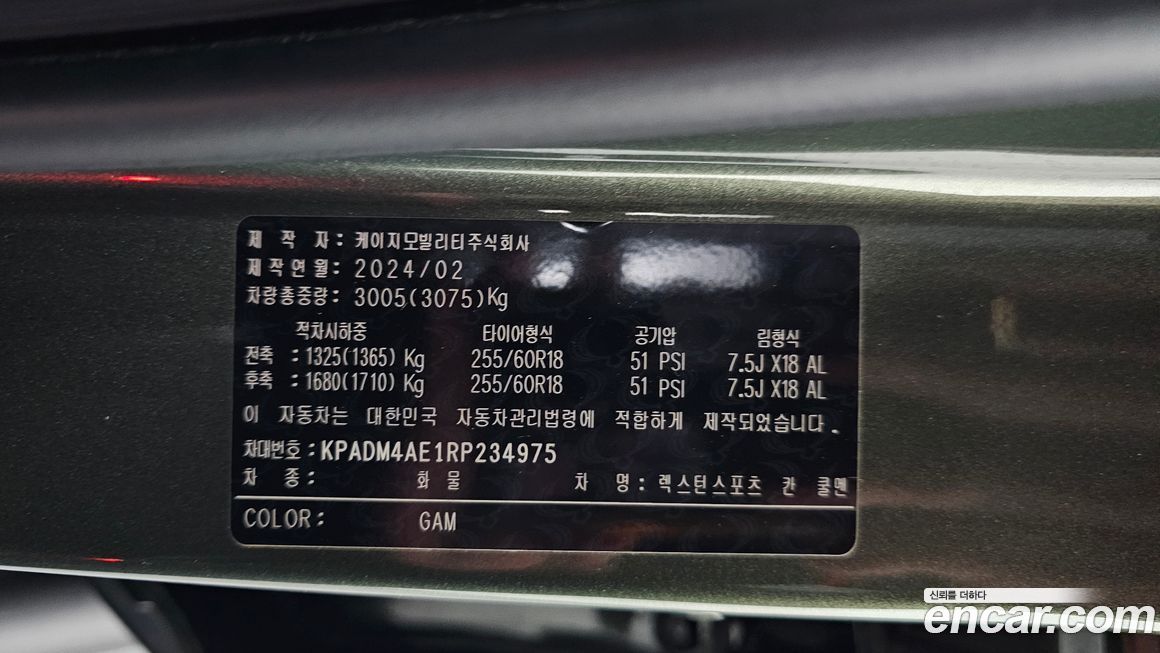 제 작 자 : 케이지모빌리티주식회사
제작연월 : 2024/02
차량총중량 : 3005(3075)Kg
적차시하중 타이어형식 공기압 림형식
전축 : 1325(1365) Kg 255/60R18 51 PSI 7.5J X18 AL
후축 : 1680(1710) Kg 255/60R18 51 PSI 7.5J X18 AL
이 자동차는 대한민국 자동차관리법령에 적합하게 제작되었습니다.
차대번호 : KPADM4AE1RP234975
차 종 : 화 물 차 명 : 렉스턴스포츠 칸 쿨멘
COLOR : GAM
신뢰를 더하다
encar.com